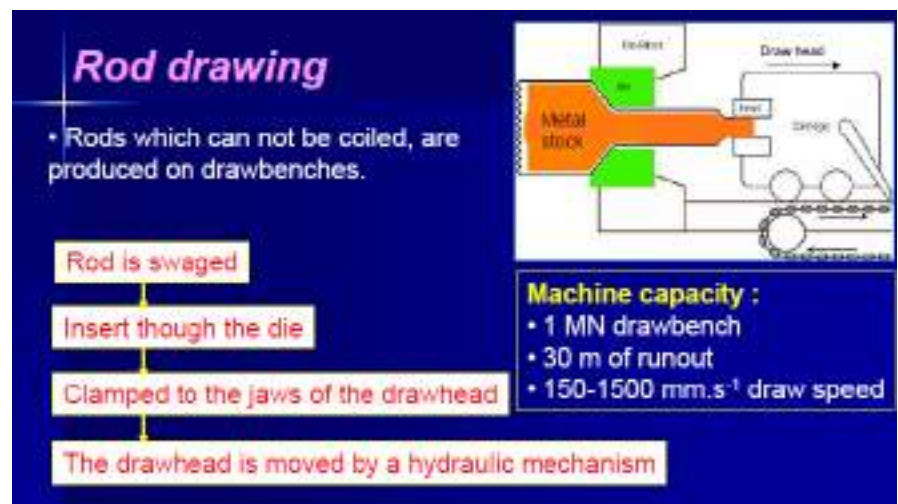 Rod drawing
• Rods which can not be coiled, are
produced on drawbenches.
Rod is swaged
Insert though the die
Clamped to the jaws of the drawhead
The drawhead is moved by a hydraulic mechanism
Draw head
Metal
stock
Machine capacity :
• 1 MN drawbench
• 30 m of runout
• 150-1500 mm.s⁻¹ draw speed